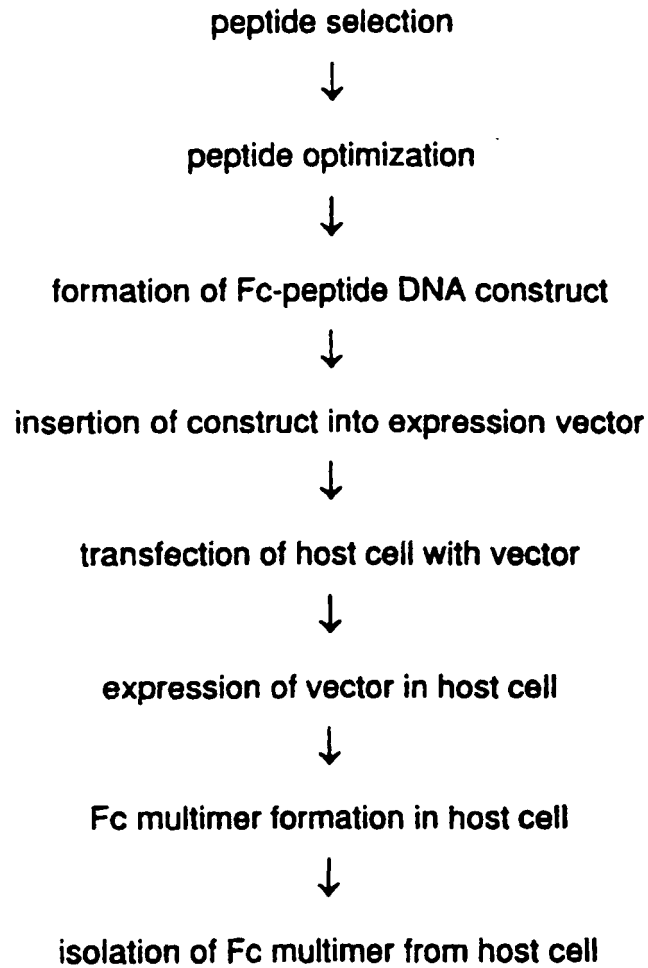 peptide selection
↓
peptide optimization
↓
formation of Fc-peptide DNA construct
↓
insertion of construct into expression vector
↓
transfection of host cell with vector
↓
expression of vector in host cell
↓
Fc multimer formation in host cell
↓
isolation of Fc multimer from host cell